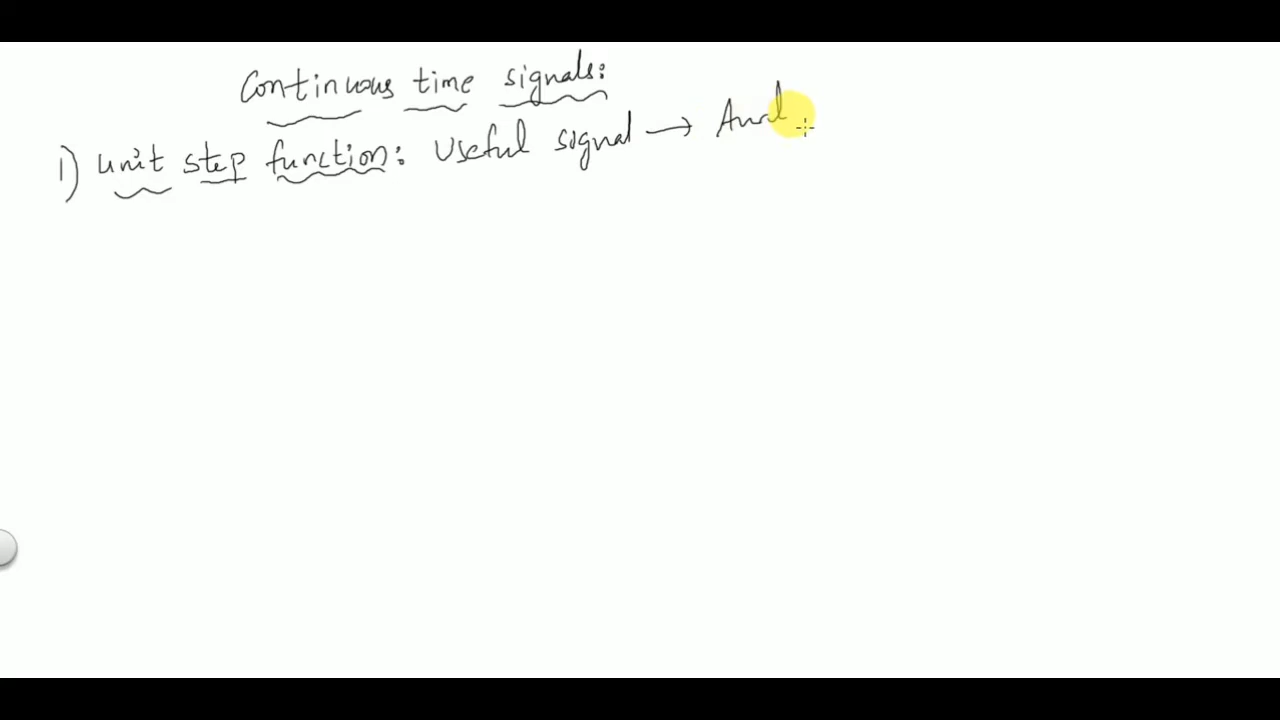 Continuous time signals:
1) unit step function: Useful signal → Anal